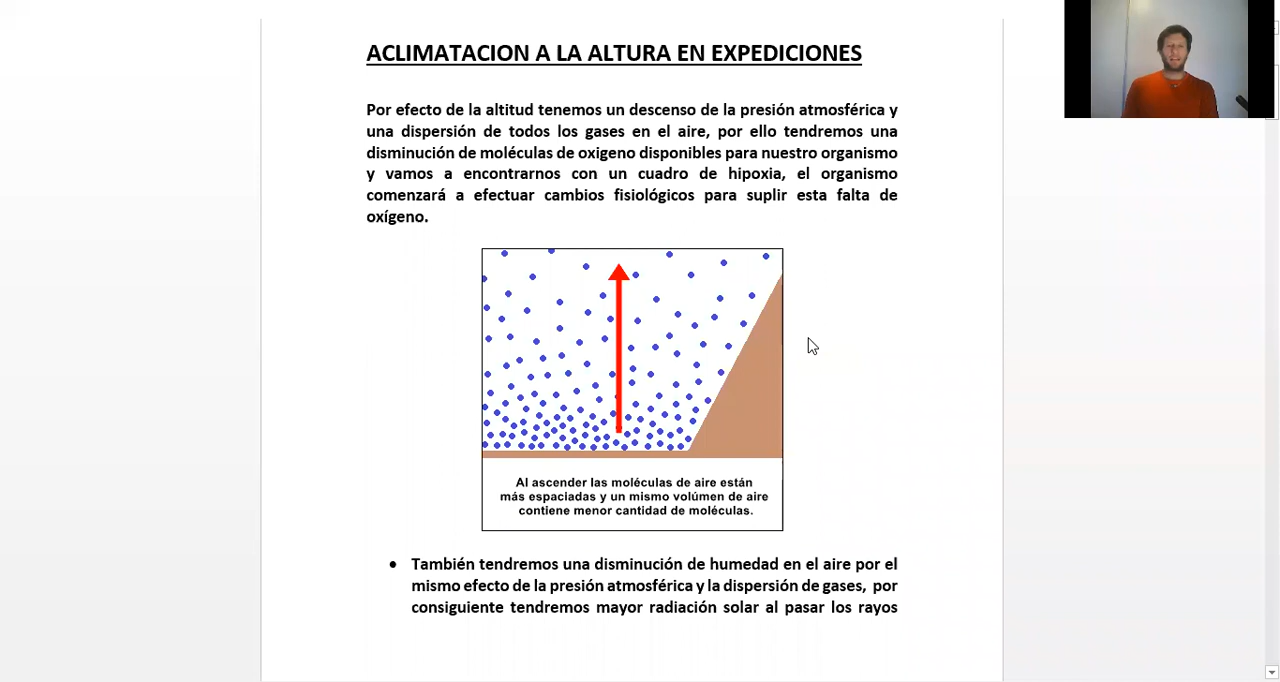 ACLIMATACION A LA ALTURA EN EXPEDICIONES
Por efecto de la altitud tenemos un descenso de la presión atmosférica y
una dispersión de todos los gases en el aire, por ello tendremos una
disminución de moléculas de oxigeno disponibles para nuestro organismo
y vamos a encontrarnos con un cuadro de hipoxia, el organismo
comenzará a efectuar cambios fisiológicos para suplir esta falta de
oxígeno.
Al ascender las moléculas de aire están
más espaciadas y un mismo volúmen de aire
contiene menor cantidad de moléculas.
• También tendremos una disminución de humedad en el aire por el
mismo efecto de la presión atmosférica y la dispersión de gases, por
consiguiente tendremos mayor radiación solar al pasar los rayos